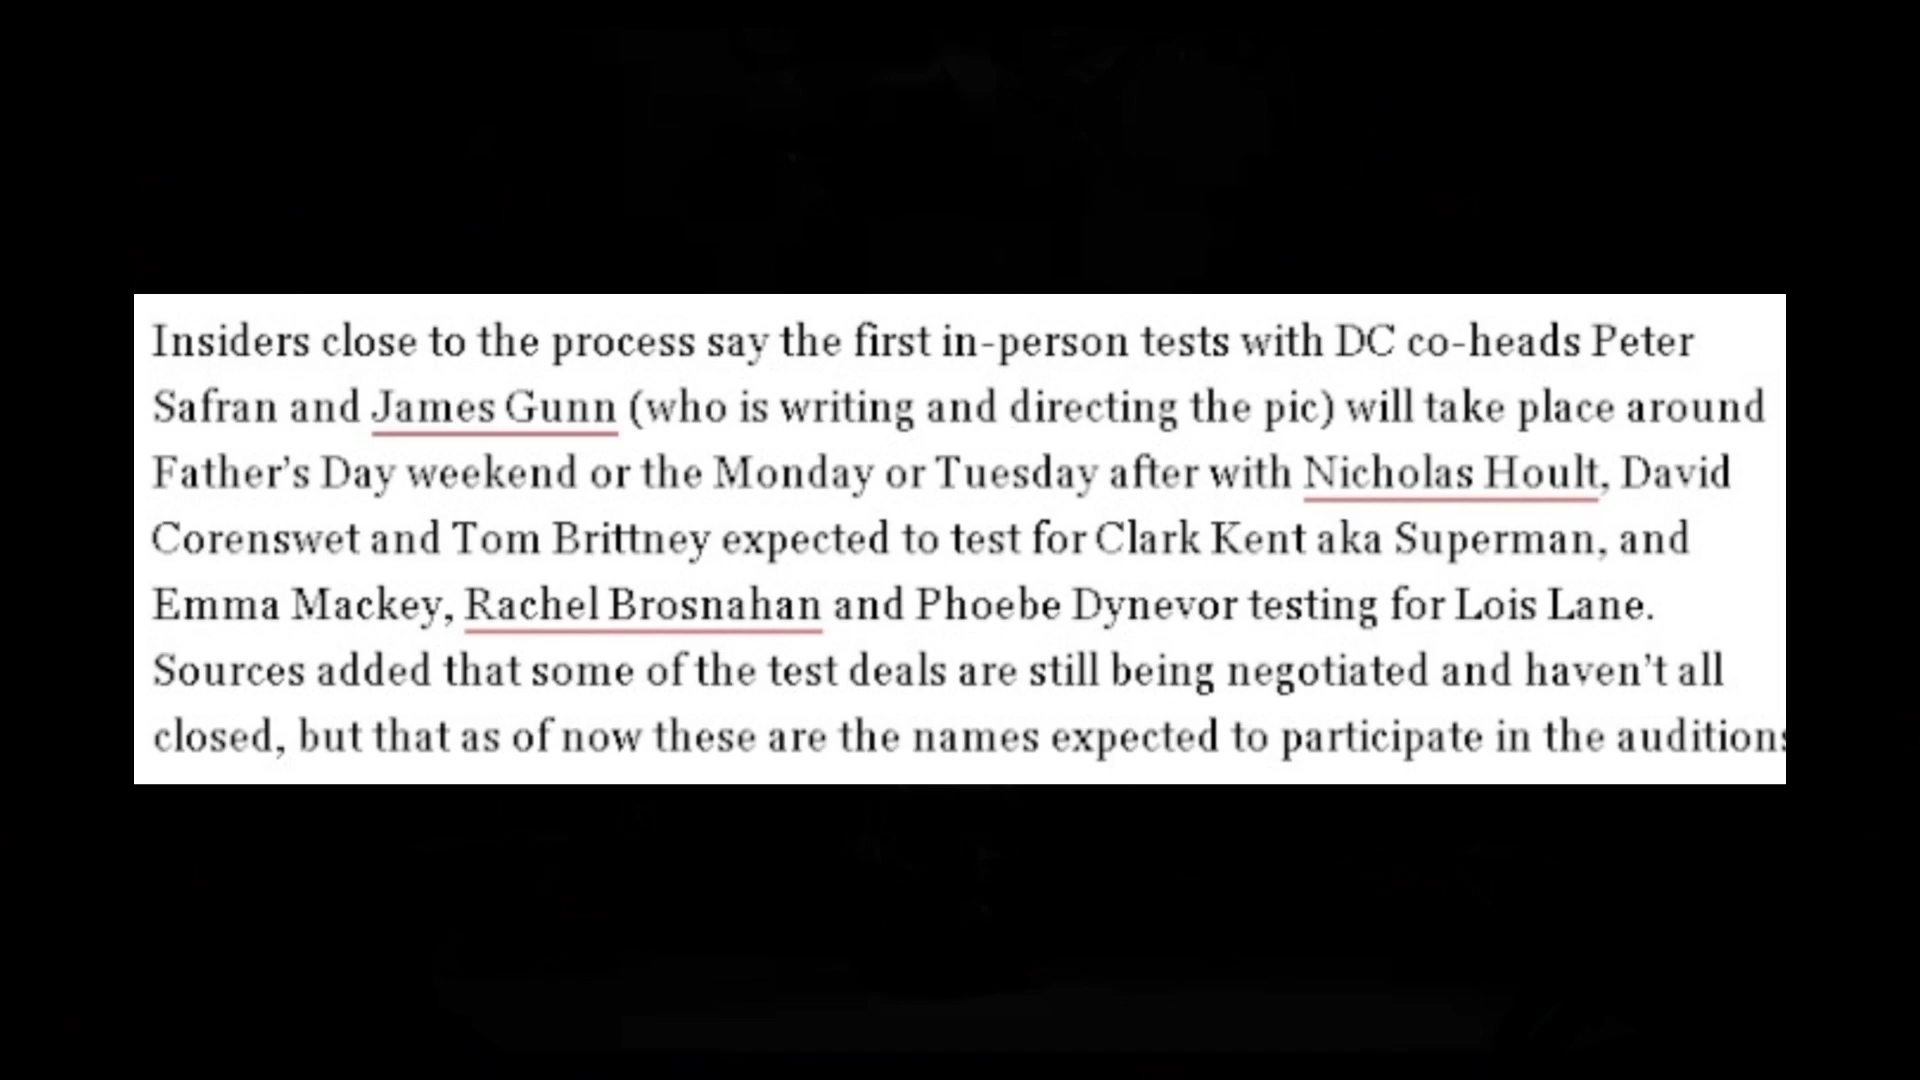 Insiders close to the process say the first in-person tests with DC co-heads Peter
Safran and James Gunn (who is writing and directing the pic) will take place around
Father’s Day weekend or the Monday or Tuesday after with Nicholas Hoult, David
Corenswet and Tom Brittney expected to test for Clark Kent aka Superman, and
Emma Mackey, Rachel Brosnahan and Phoebe Dynevor testing for Lois Lane.
Sources added that some of the test deals are still being negotiated and haven’t all
closed, but that as of now these are the names expected to participate in the auditions